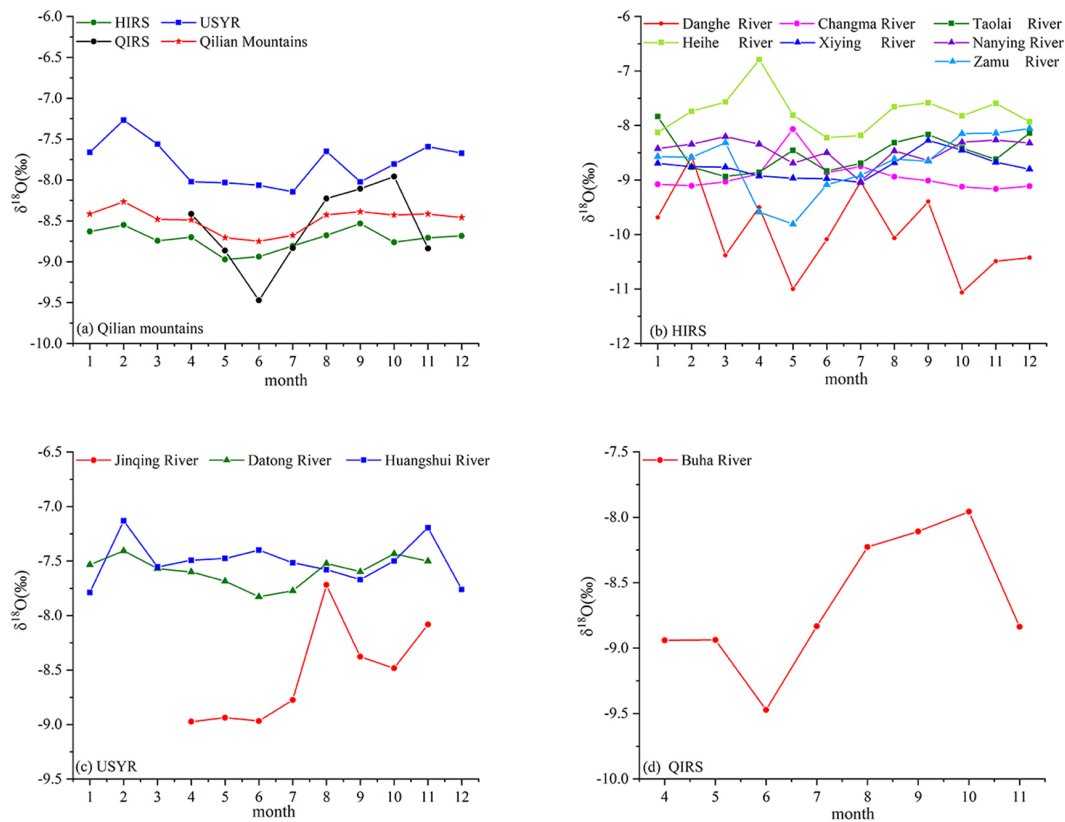 HIRS USYR
QIRS Qilian Mountains
-6.0
-6.5
-7.0
-7.5
-8.0
-8.5
-9.0
-9.5
-10.0
δ18O(‰)
(a) Qilian mountains
1 2 3 4 5 6 7 8 9 10 11 12
month
Danghe River Changma River Taolai River
Heihe River Xiying River Nanying River
Zamu River
-6
-7
-8
-9
-10
-11
-12
δ18O(‰)
(b) HIRS
1 2 3 4 5 6 7 8 9 10 11 12
month
Jinqing River Datong River Huangshui River
-6.5
-7.0
-7.5
-8.0
-8.5
-9.0
-9.5
δ18O(‰)
(c) USYR
1 2 3 4 5 6 7 8 9 10 11 12
month
Buha River
-7.5
-8.0
-8.5
-9.0
-9.5
-10.0
δ18O(‰)
(d) QIRS
4 5 6 7 8 9 10 11
month